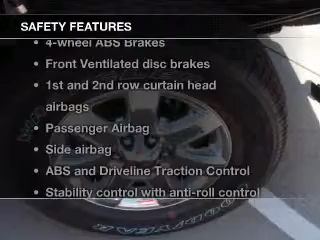 SAFETY FEATURES
• 4-wheel ABS Brakes
• Front Ventilated disc brakes
• 1st and 2nd row curtain head
airbags
• Passenger Airbag
• Side airbag
• ABS and Driveline Traction Control
• Stability control with anti-roll control
GOODYEAR